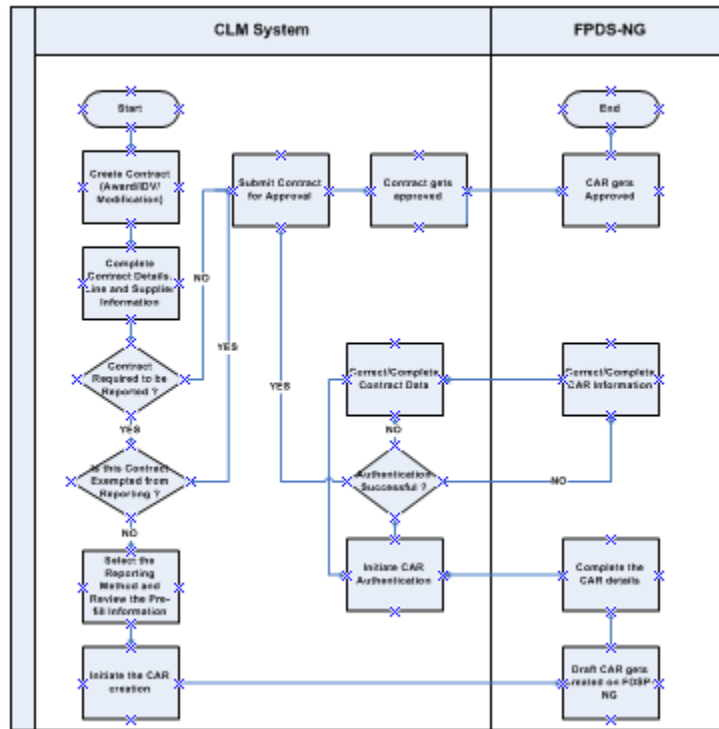 CLM System
FPDS-NG
Start
End
Create Contract
(Award/IDV/
Modification)
Submit Contract
for Approval
Contract gets
approved
CAR gets
Approved
Complete
Contract Details,
Line and Supplier
Information
NO
YES
Contract
Required to be
Reported ?
YES
Correct/Complete
Contract Data
Correct/Complete
CAR Information
YES
NO
Is this Contract
Exempted from
Reporting ?
Authentication
Successful ?
NO
NO
Select the
Reporting
Method and
Review the Pre-
fill Information
Initiate CAR
Authentication
Complete the
CAR details
Initiate the CAR
creation
Draft CAR gets
created on FDSP-
NG